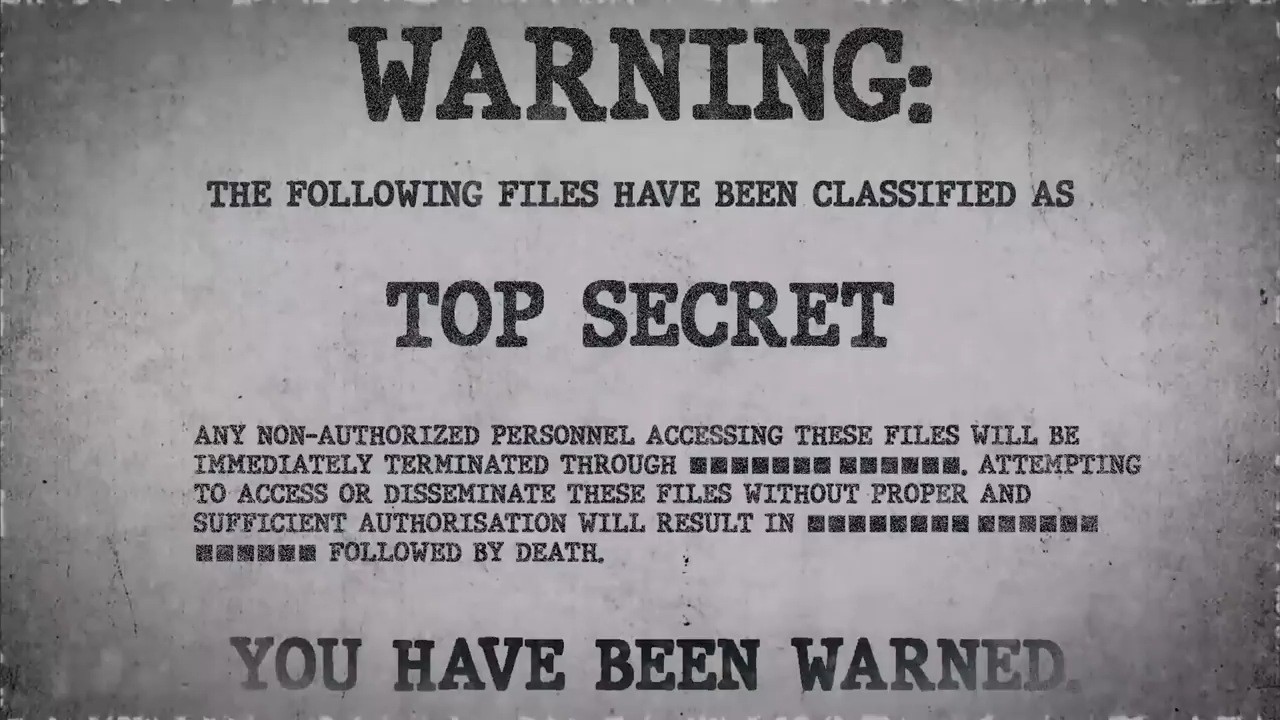 WARNING:
THE FOLLOWING FILES HAVE BEEN CLASSIFIED AS
TOP SECRET
ANY NON-AUTHORIZED PERSONNEL ACCESSING THESE FILES WILL BE
IMMEDIATELY TERMINATED THROUGH ■■■■■■■ ■■■■■■. ATTEMPTING
TO ACCESS OR DISSEMINATE THESE FILES WITHOUT PROPER AND
SUFFICIENT AUTHORISATION WILL RESULT IN ■■■■■■■■ ■■■■■■
■■■■■■ FOLLOWED BY DEATH.
YOU HAVE BEEN WARNED.